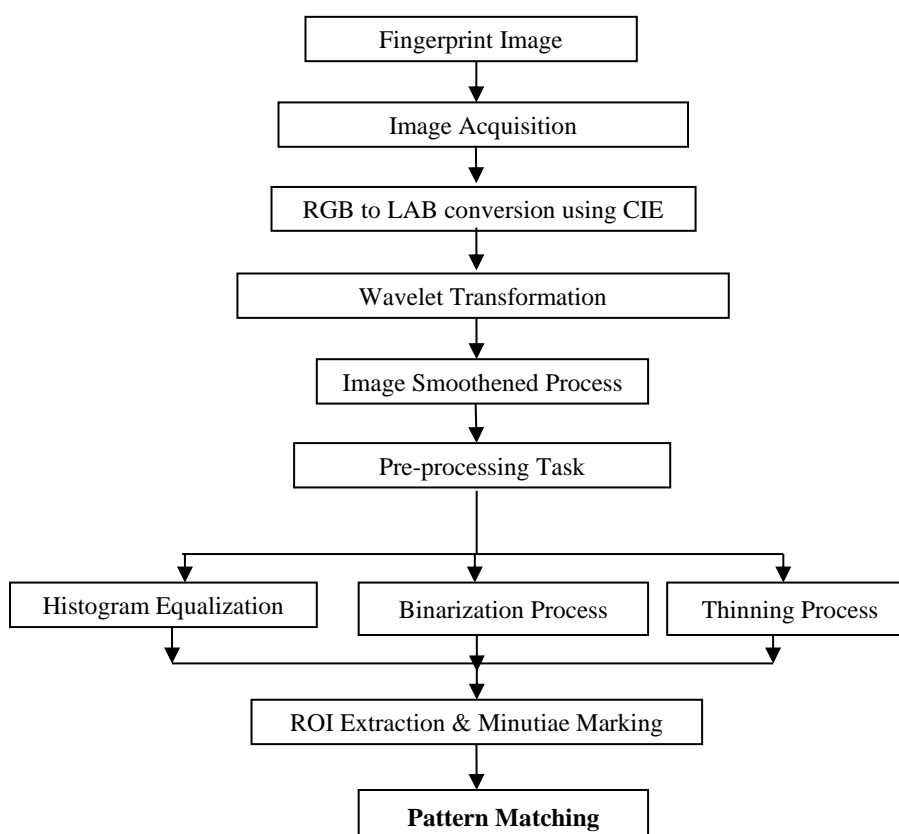 Fingerprint Image
Image Acquisition
RGB to LAB conversion using CIE
Wavelet Transformation
Image Smoothened Process
Pre-processing Task
Histogram Equalization
Binarization Process
Thinning Process
ROI Extraction & Minutiae Marking
Pattern Matching